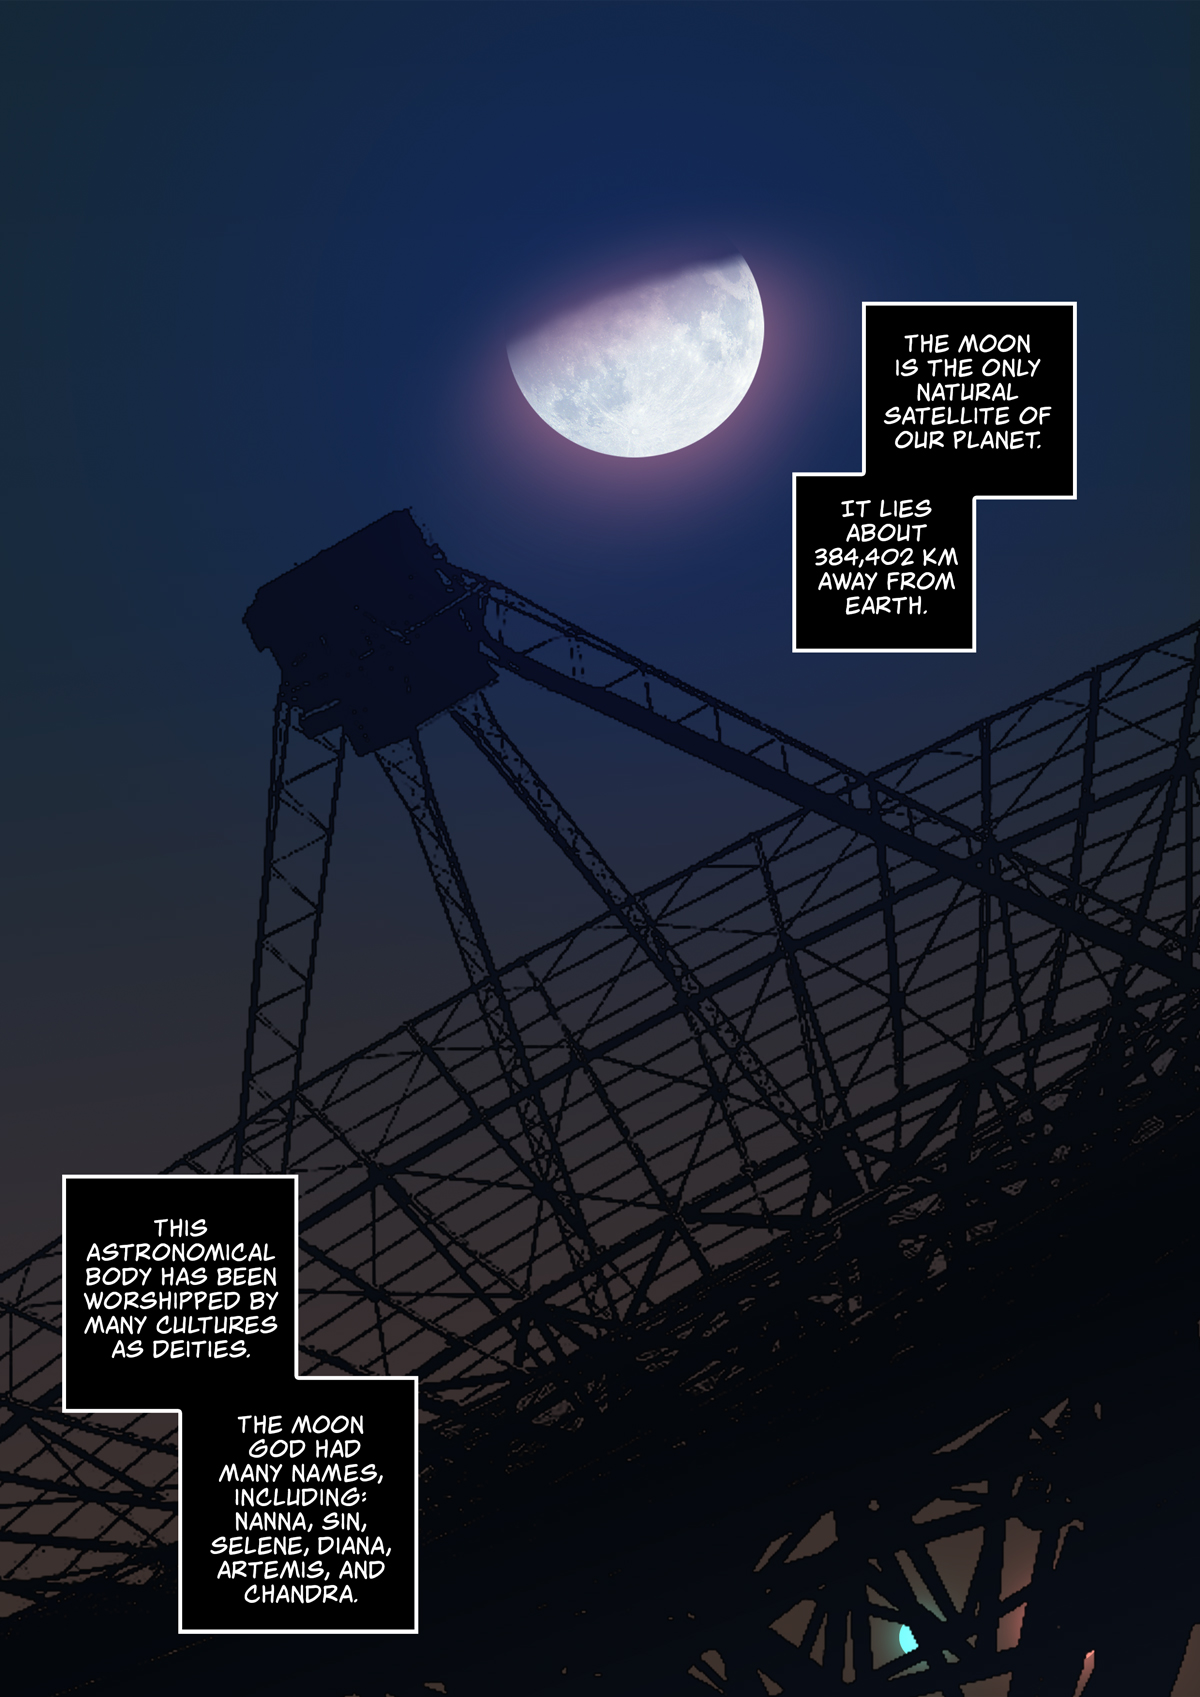 THE MOON
IS THE ONLY
NATURAL
SATELLITE OF
OUR PLANET.
IT LIES
ABOUT
384,402 KM
AWAY FROM
EARTH.
THIS
ASTRONOMICAL
BODY HAS BEEN
WORSHIPPED BY
MANY CULTURES
AS DEITIES.
THE MOON
GOD HAD
MANY NAMES,
INCLUDING:
NANNA, SIN,
SELENE, DIANA,
ARTEMIS, AND
CHANDRA.